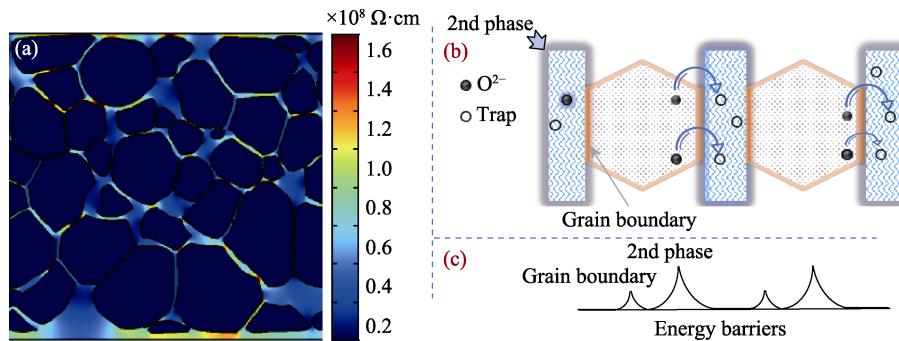 (a)
×10⁸ Ω·cm
1.6
1.4
1.2
1.0
0.8
0.6
0.4
0.2
2nd phase
(b)
O²⁻
Trap
Grain boundary
(c)
2nd phase
Grain boundary
Energy barriers